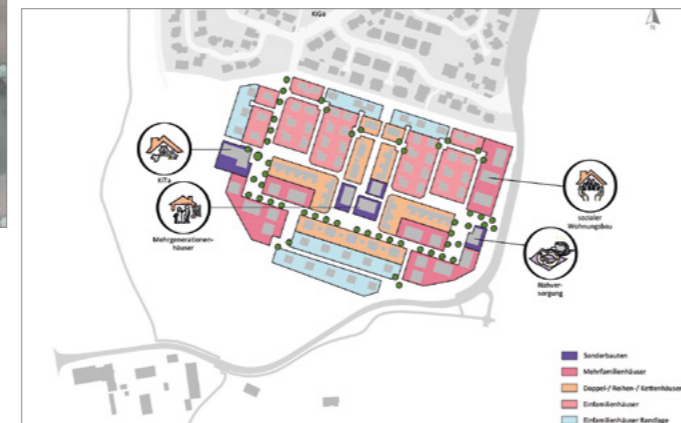 KiGa
N
KiTa
Mehrgenerationen-
häuser
sozialer
Wohnungsbau
Nahver-
sorgung
Sonderbauten
Mehrfamilienhäuser
Doppel-/ Reihen-/ Kettenhäuser
Einfamilienhäuser
Einfamilienhäuser Randlage